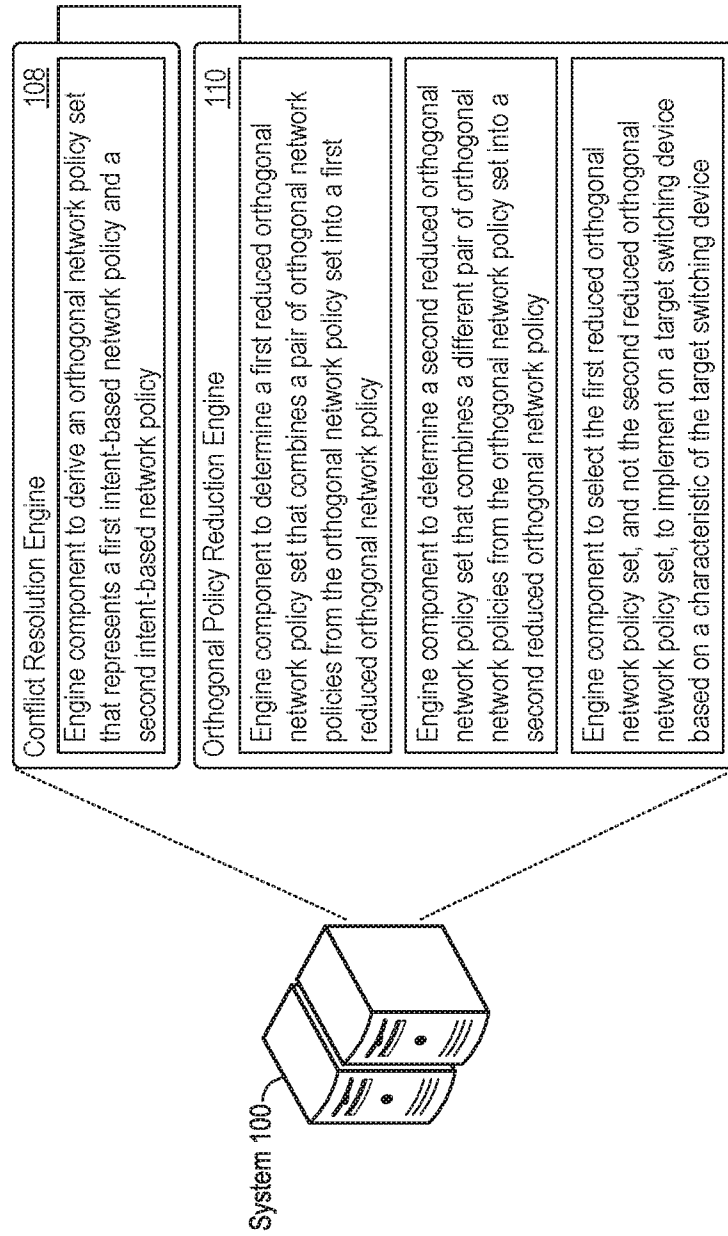 Conflict Resolution Engine 108
Engine component to derive an orthogonal network policy set
that represents a first intent-based network policy and a
second intent-based network policy
Orthogonal Policy Reduction Engine 110
Engine component to determine a first reduced orthogonal
network policy set that combines a pair of orthogonal network
policies from the orthogonal network policy set into a first
reduced orthogonal network policy
Engine component to determine a second reduced orthogonal
network policy set that combines a different pair of orthogonal
network policies from the orthogonal network policy set into a
second reduced orthogonal network policy
Engine component to select the first reduced orthogonal
network policy set, and not the second reduced orthogonal
network policy set, to implement on a target switching device
based on a characteristic of the target switching device
System 100